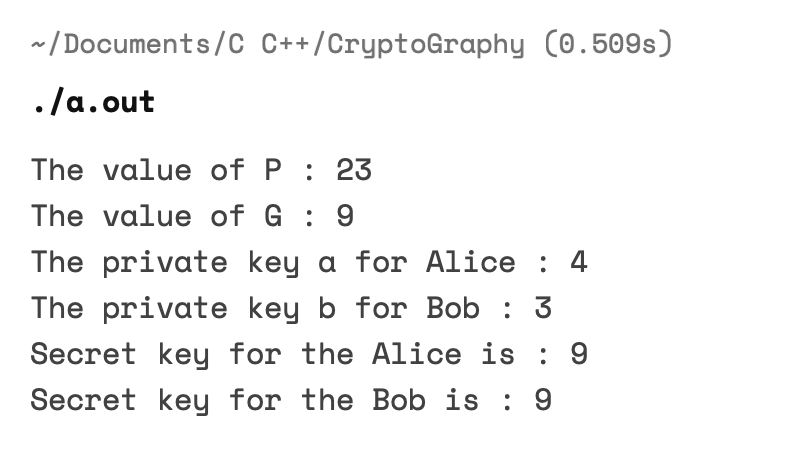 ~/Documents/C C++/CryptoGraphy (0.509s)
./a.out
The value of P : 23
The value of G : 9
The private key a for Alice : 4
The private key b for Bob : 3
Secret key for the Alice is : 9
Secret key for the Bob is : 9